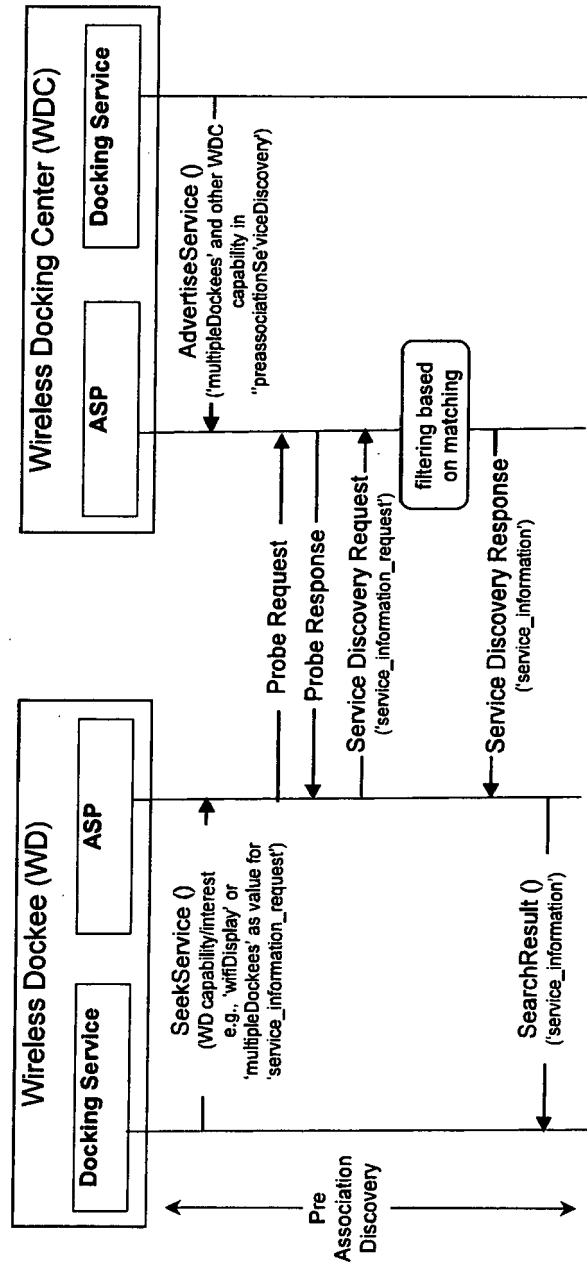 Wireless Dockee (WD)
Docking Service
ASP
Wireless Docking Center (WDC)
ASP
Docking Service
Pre
Association
Discovery
SeekService ()
(WD capability/interest
e.g., 'wifiDisplay' or
'multipleDockees' as value for
'service_information_request')
AdvertiseService ()
('multipleDockees' and other WDC
capability in
"preassociationSe'viceDiscovery')
Probe Request
Probe Response
Service Discovery Request
('service_information_request')
filtering based
on matching
Service Discovery Response
('service_information')
SearchResult ()
('service_information')